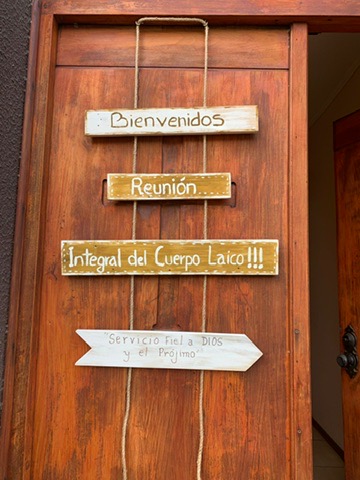 Bienvenidos
Reunión....
Integral del Cuerpo Laico!!!
"Servicio Fiel a DIOS
y el Prójimo"